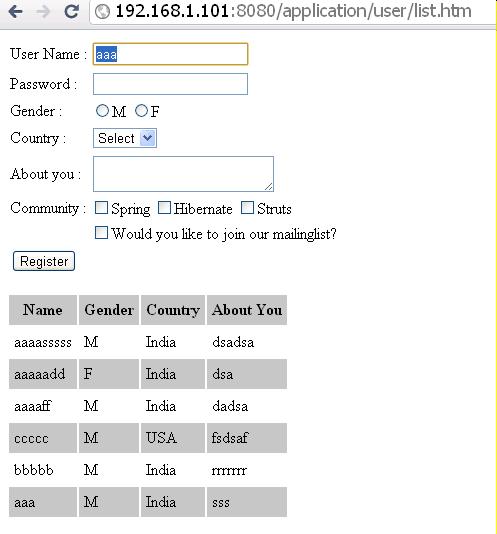 192.168.1.101:8080/application/user/list.htm
User Name : aaa
Password :
Gender : M F
Country : Select
About you :
Community : Spring Hibernate Struts
Would you like to join our mailinglist?
Register
Name Gender Country About You
aaaasssss M India dsadsa
aaaaadd F India dsa
aaaaff M India dadsa
ccccc M USA fsdsaf
bbbbb M India rrrrrrr
aaa M India sss